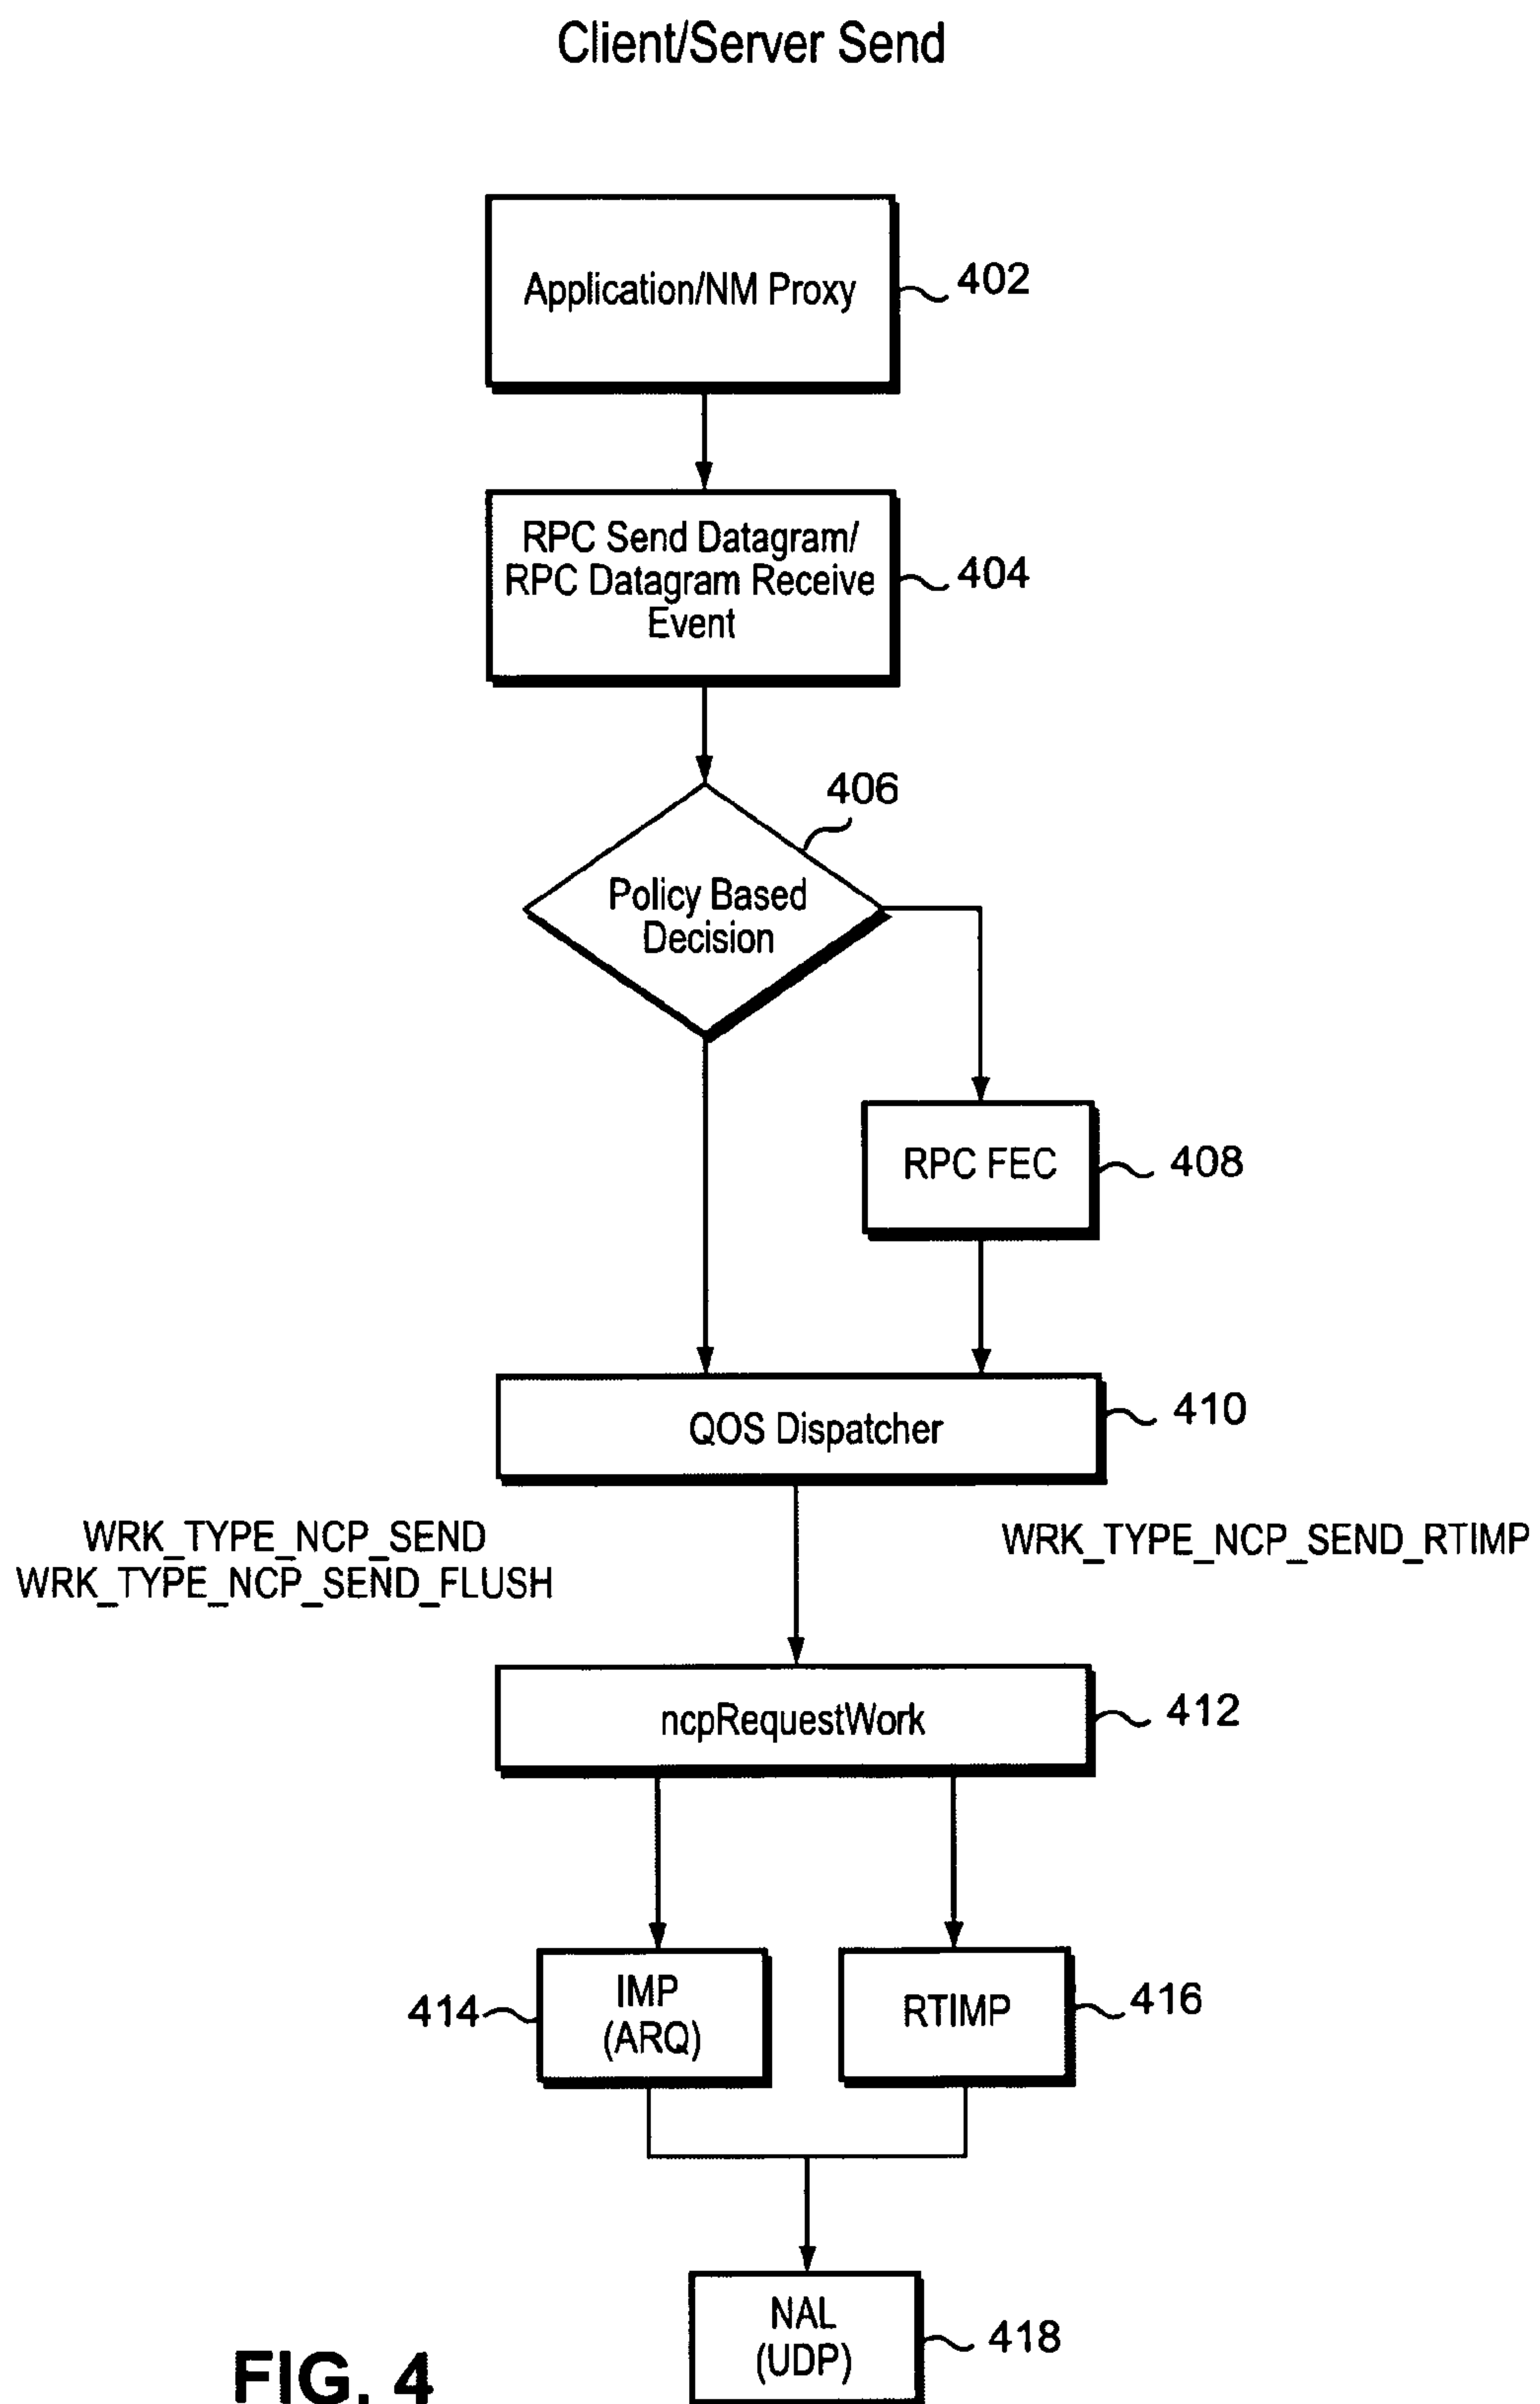 Client/Server Send
Application/NM Proxy
402
RPC Send Datagram/
RPC Datagram Receive
Event
404
406
Policy Based
Decision
RPC FEC
408
QOS Dispatcher
410
WRK_TYPE_NCP_SEND
WRK_TYPE_NCP_SEND_FLUSH
WRK_TYPE_NCP_SEND_RTIMP
ncpRequestWork
412
414
IMP
(ARQ)
RTIMP
416
NAL
(UDP)
418
FIG. 4